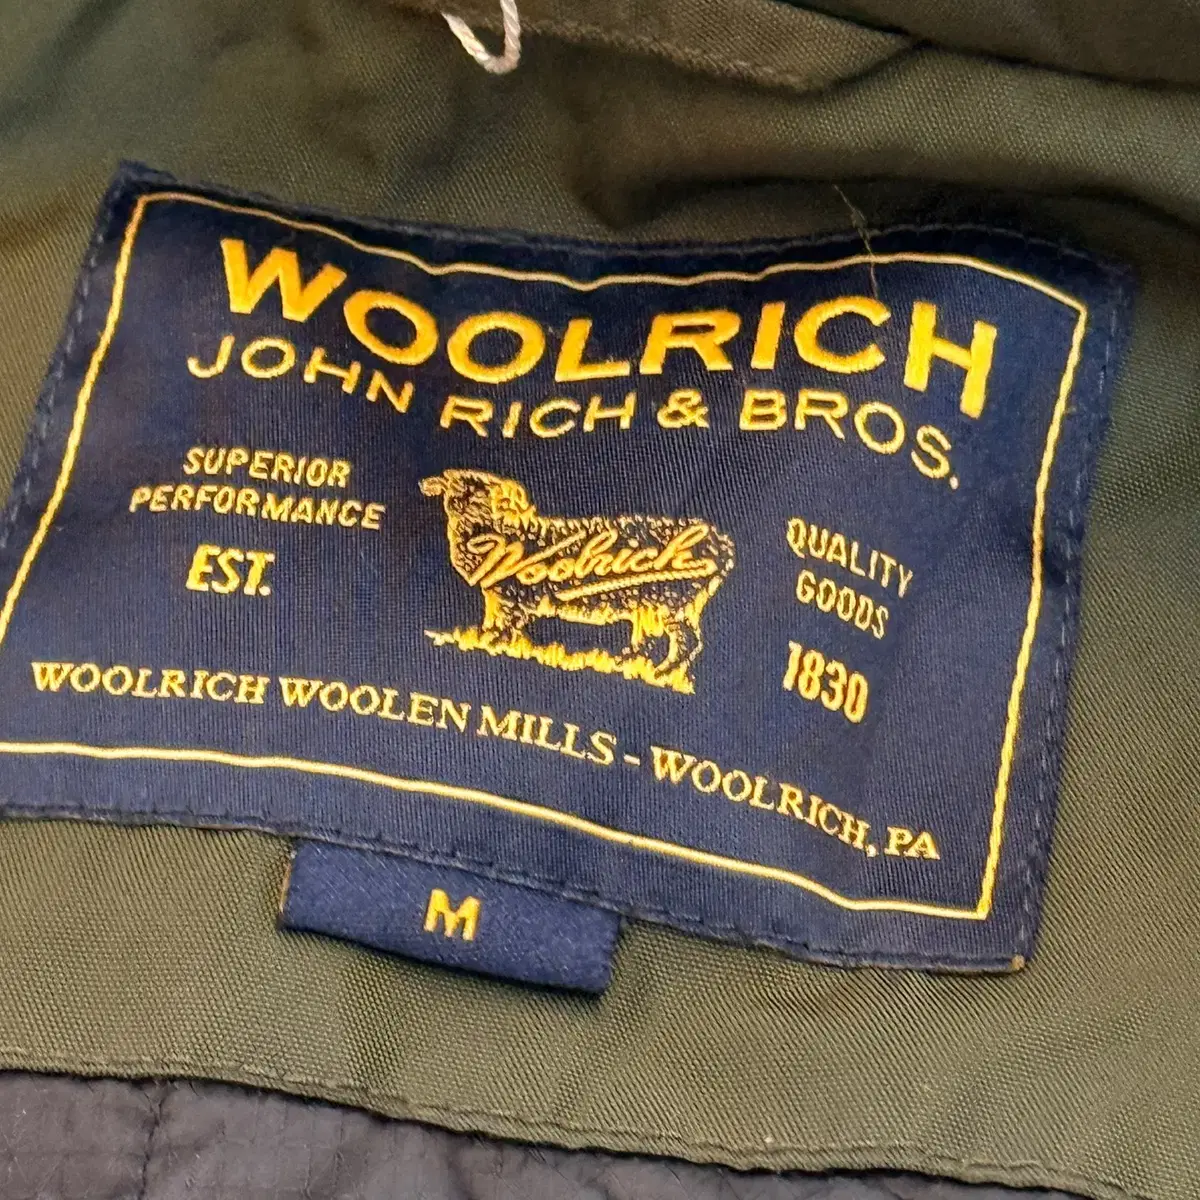 WOOLRICH
JOHN RICH & BROS.
SUPERIOR
PERFORMANCE
EST.
Woolrich
QUALITY
GOODS
1830
WOOLRICH WOOLEN MILLS - WOOLRICH, PA
M